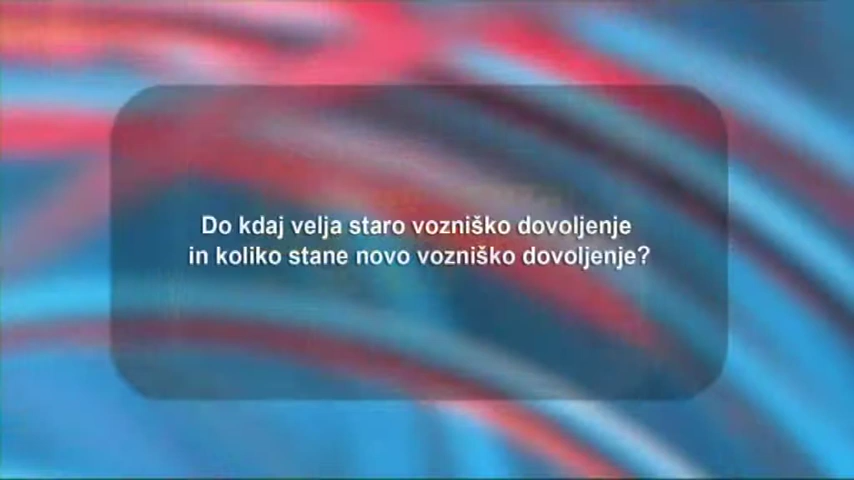 Do kdaj velja staro vozniško dovoljenje
in koliko stane novo vozniško dovoljenje?